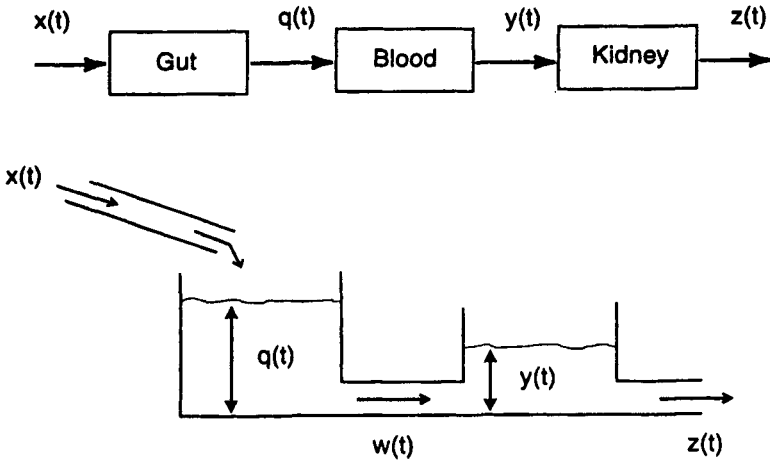 x(t) q(t) y(t) z(t)
Gut Blood Kidney
x(t)
q(t)
y(t)
w(t) z(t)